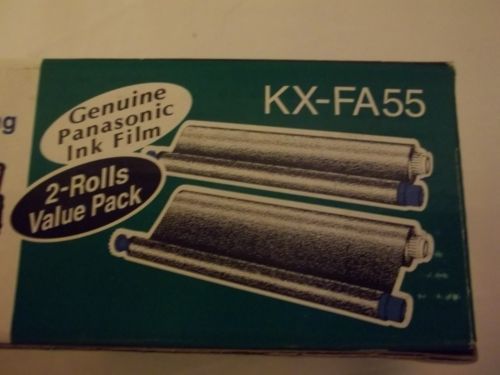 Genuine
Panasonic
Ink Film
KX-FA55
2-Rolls
Value Pack